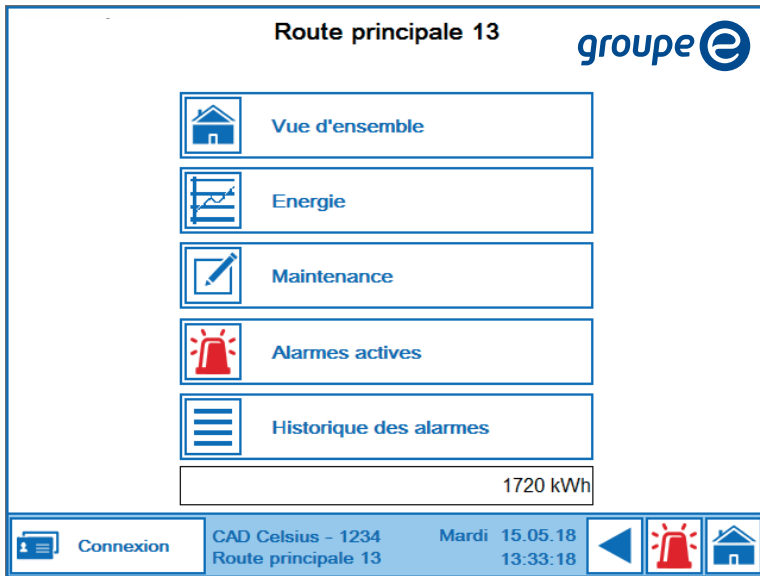 Route principale 13
groupe e
Vue d'ensemble
Energie
Maintenance
Alarmes actives
Historique des alarmes
1720 kWh
Connexion
CAD Celsius - 1234
Route principale 13
Mardi 15.05.18
13:33:18